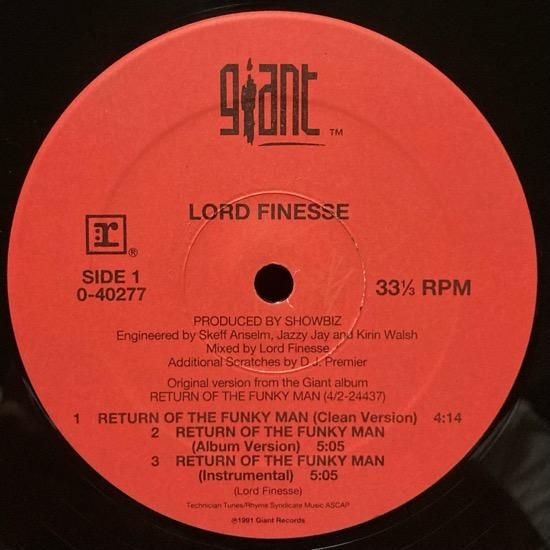 giant™
LORD FINESSE
r®
SIDE 1
0-40277
33⅓ RPM
PRODUCED BY SHOWBIZ
Engineered by Skeff Anselm, Jazzy Jay and Kirin Walsh
Mixed by Lord Finesse
Additional Scratches by D.J. Premier
Original version from the Giant album
RETURN OF THE FUNKY MAN (4/2-24437)
1 RETURN OF THE FUNKY MAN (Clean Version) 4:14
2 RETURN OF THE FUNKY MAN
(Album Version) 5:05
3 RETURN OF THE FUNKY MAN
(Instrumental) 5:05
(Lord Finesse)
Technician Tunes/Rhyme Syndicate Music ASCAP
℗1991 Giant Records